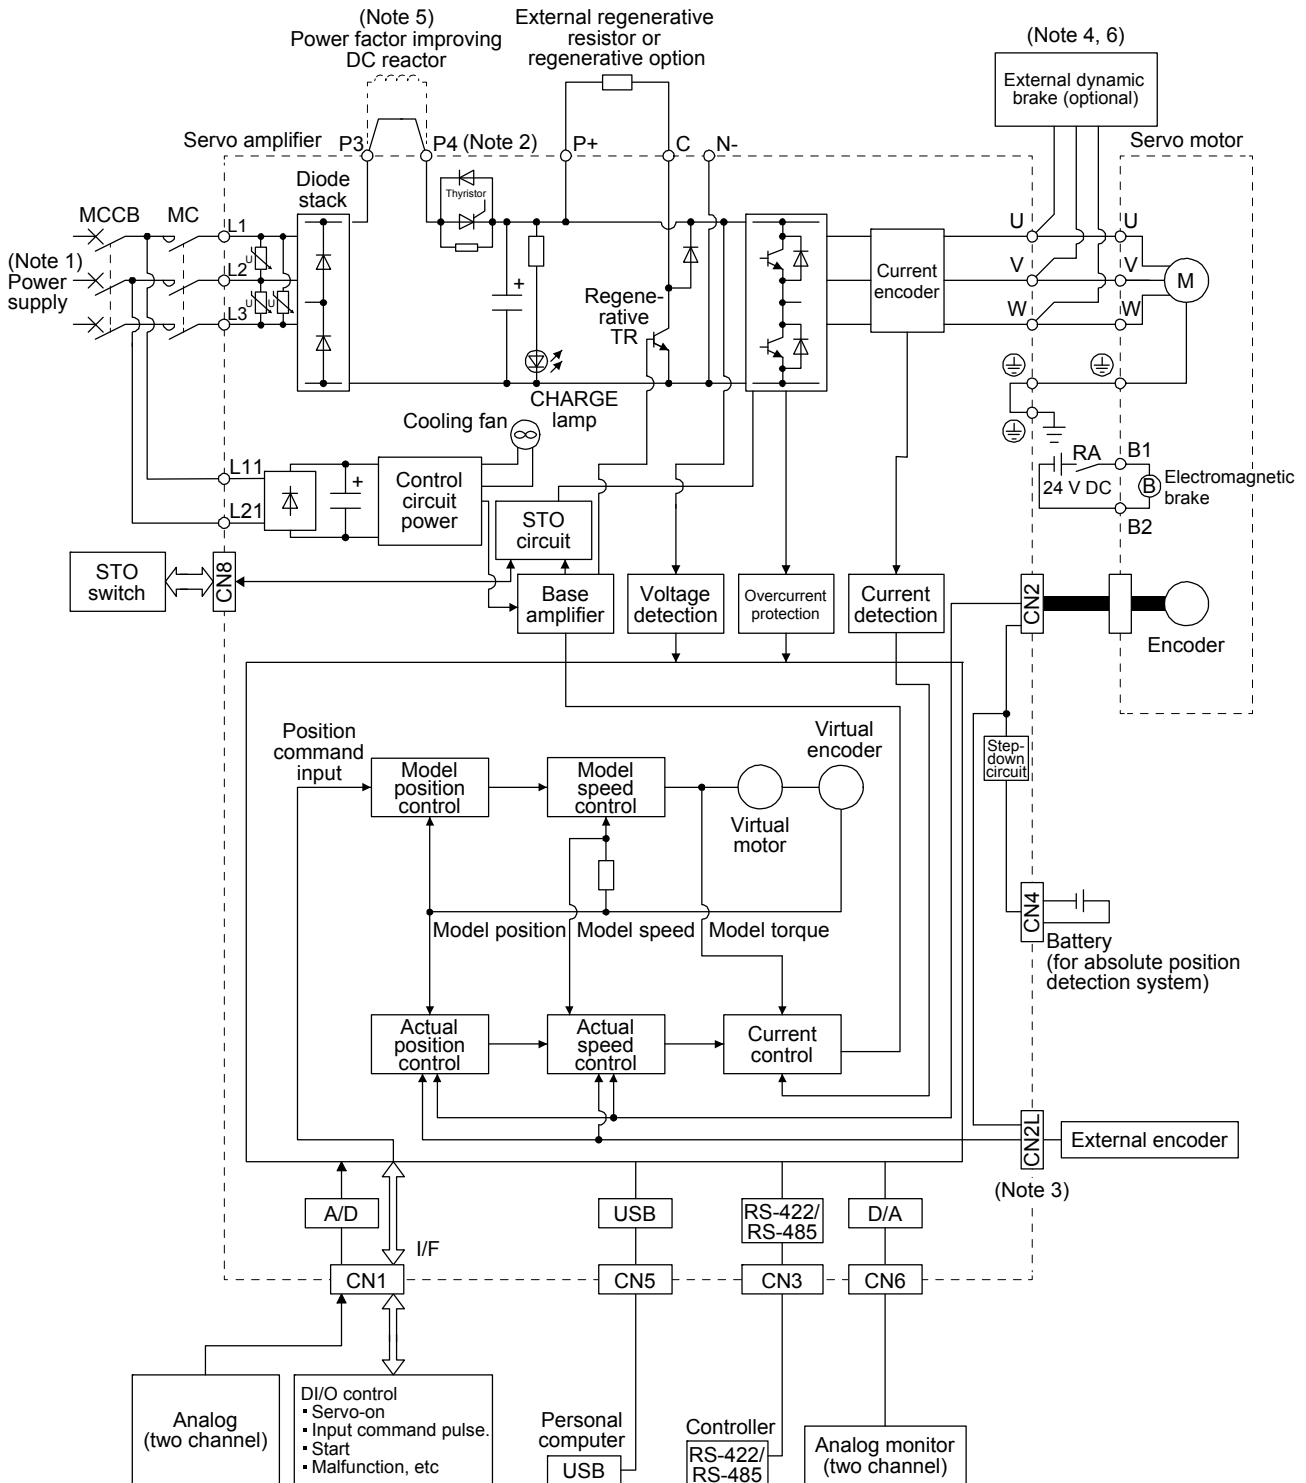 (Note 5)
Power factor improving
DC reactor
External regenerative
resistor or
regenerative option
(Note 4, 6)
External dynamic
brake (optional)
Servo amplifier
P3
P4
(Note 2)
P+
C
N-
Servo motor
Diode
stack
Thyristor
MCCB
MC
L1
L2
L3
(Note 1)
Power
supply
U
U
U
+
Regene-
rative
TR
CHARGE
lamp
Current
encoder
U
V
W
U
V
W
M
Cooling fan
L11
L21
+
Control
circuit
power
STO
circuit
RA
24 V DC
B1
B
B2
Electromagnetic
brake
STO
switch
CN8
Base
amplifier
Voltage
detection
Overcurrent
protection
Current
detection
CN2
Encoder
Position
command
input
Model
position
control
Model
speed
control
Virtual
motor
Virtual
encoder
Step-
down
circuit
Model position
Model speed
Model torque
CN4
Battery
(for absolute position
detection system)
Actual
position
control
Actual
speed
control
Current
control
CN2L
External encoder
(Note 3)
A/D
I/F
USB
RS-422/
RS-485
D/A
CN1
CN5
CN3
CN6
Analog
(two channel)
DI/O control
▪ Servo-on
▪ Input command pulse.
▪ Start
▪ Malfunction, etc
Personal
computer
USB
Controller
RS-422/
RS-485
Analog monitor
(two channel)